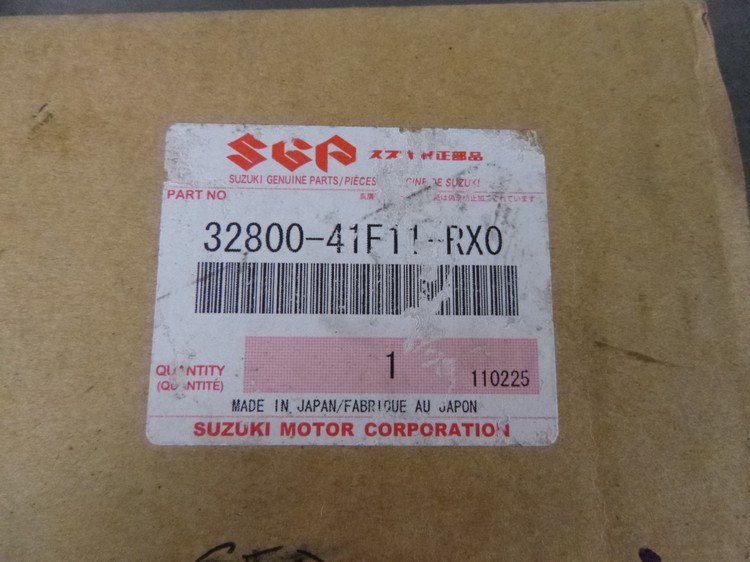 SGP スズキ純正部品
SUZUKI GENUINE PARTS/PIÈCES DE SUZUKI
PART NO
32800-41F11-RX0
QUANTITY 1 110225
(QUANTITÉ)
MADE IN JAPAN/FABRIQUE AU JAPON
SUZUKI MOTOR CORPORATION